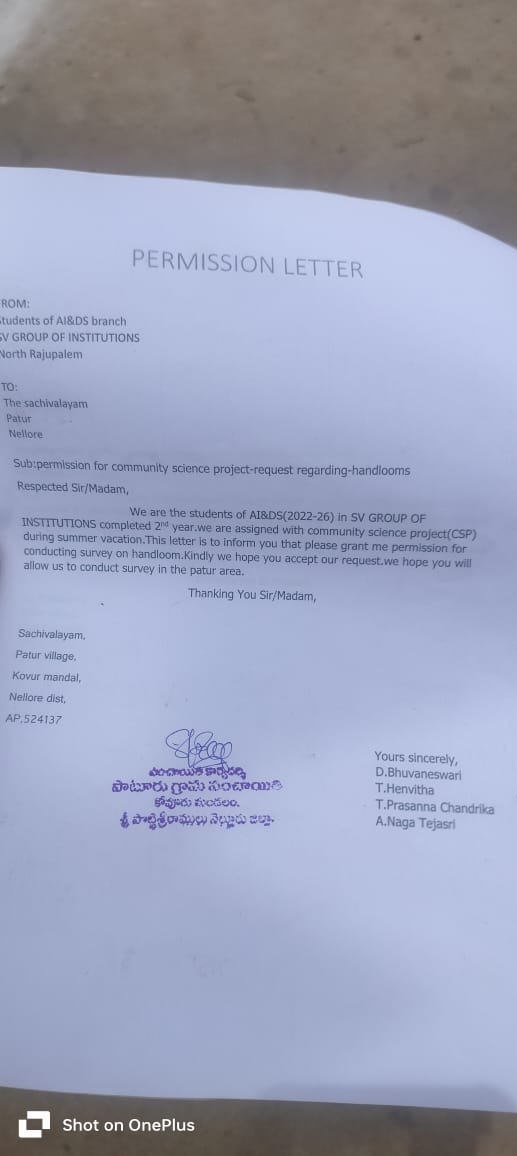 PERMISSION LETTER
ROM:
Students of AI&DS branch
SV GROUP OF INSTITUTIONS
North Rajupalem
TO:
The sachivalayam
Patur
Nellore
Sub:permission for community science project-request regarding-handlooms
Respected Sir/Madam,
We are the students of AI&DS(2022-26) in SV GROUP OF
INSTITUTIONS completed 2nd year.we are assigned with community science project(CSP)
during summer vacation.This letter is to inform you that please grant me permission for
conducting survey on handloom.Kindly we hope you accept our request.we hope you will
allow us to conduct survey in the patur area.
Thanking You Sir/Madam,
Sachivalayam,
Patur village,
Kovur mandal,
Nellore dist,
AP.524137
పంచాయితీ కార్యదర్శి
పాటూరు గ్రామ పంచాయితి
కోవూరు మండలం.
శ్రీ పొట్టిశ్రీరాములు నెల్లూరు జిల్లా.
Yours sincerely,
D.Bhuvaneswari
T.Henvitha
T.Prasanna Chandrika
A.Naga Tejasri
Shot on OnePlus